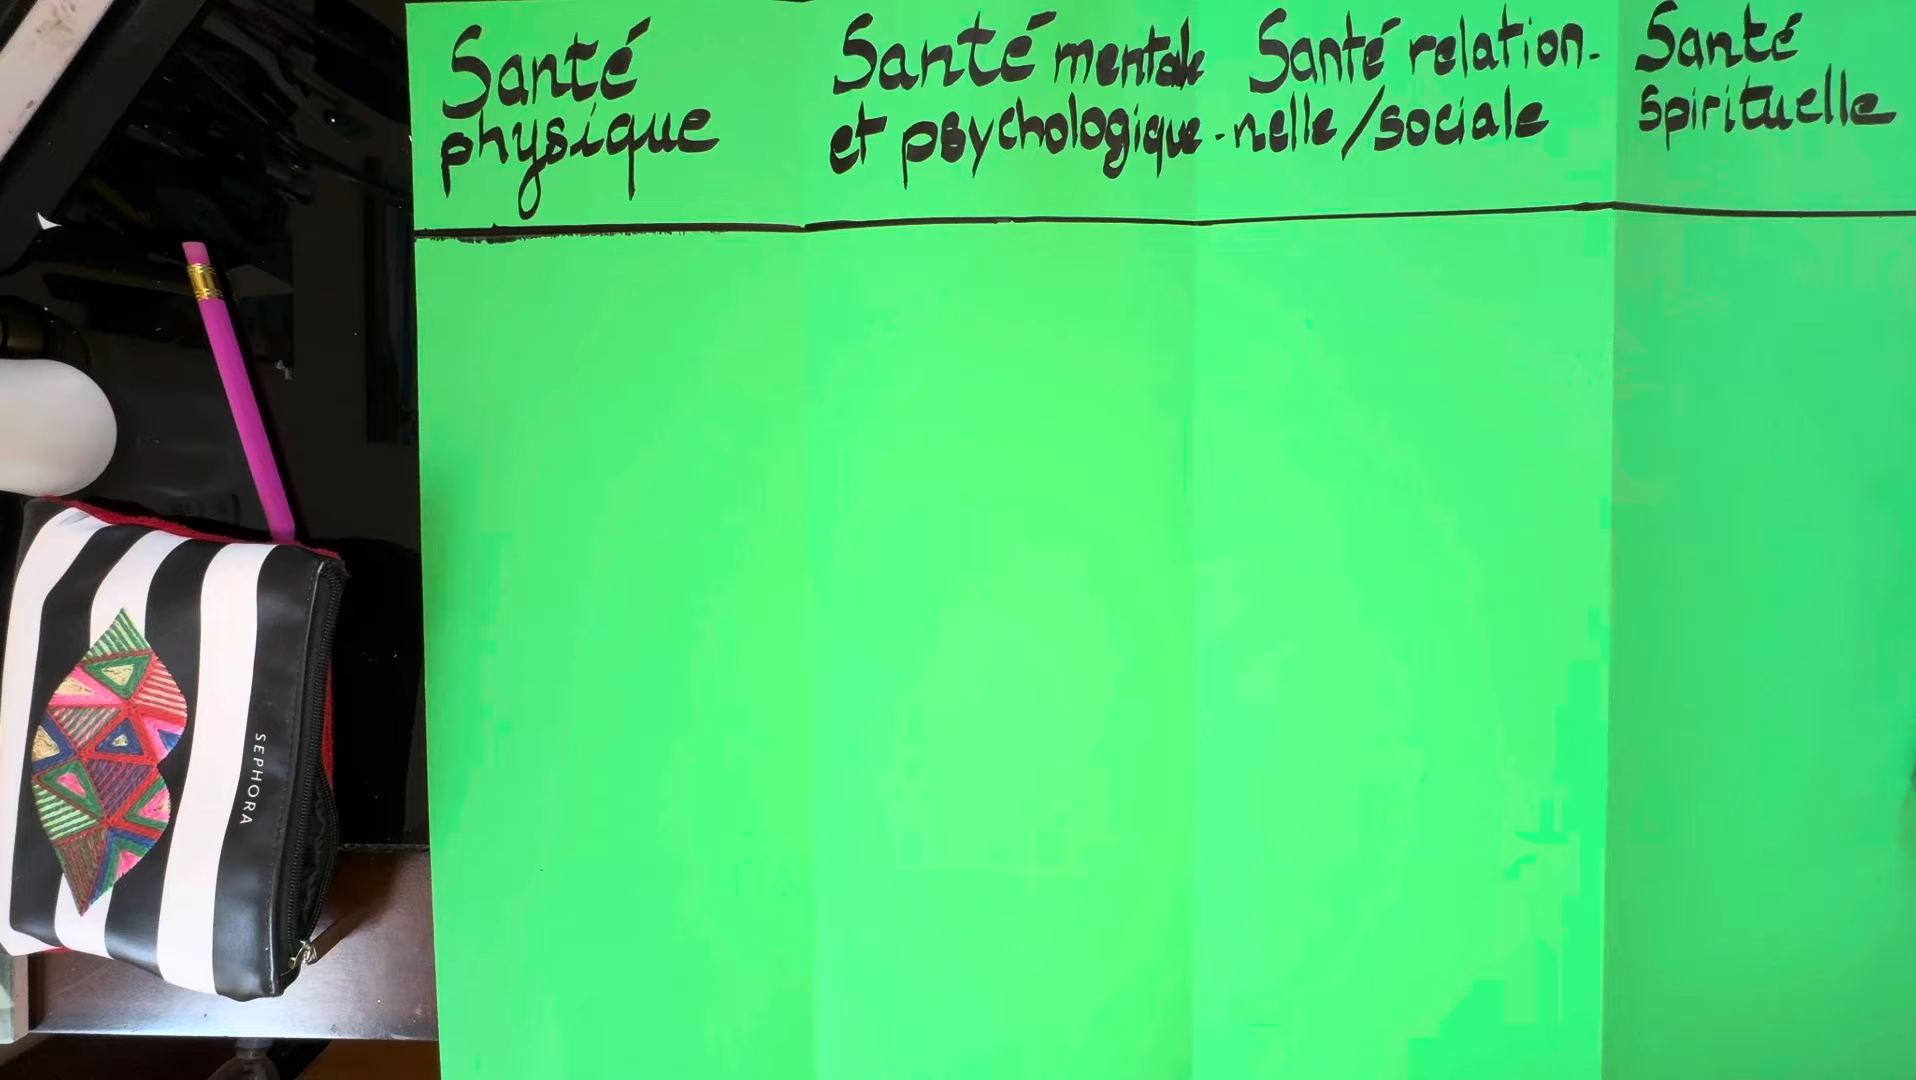 Santé
physique
Santé mentale
et psychologique
Santé relation-
-nelle/sociale
Santé
spirituelle
SEPHORA